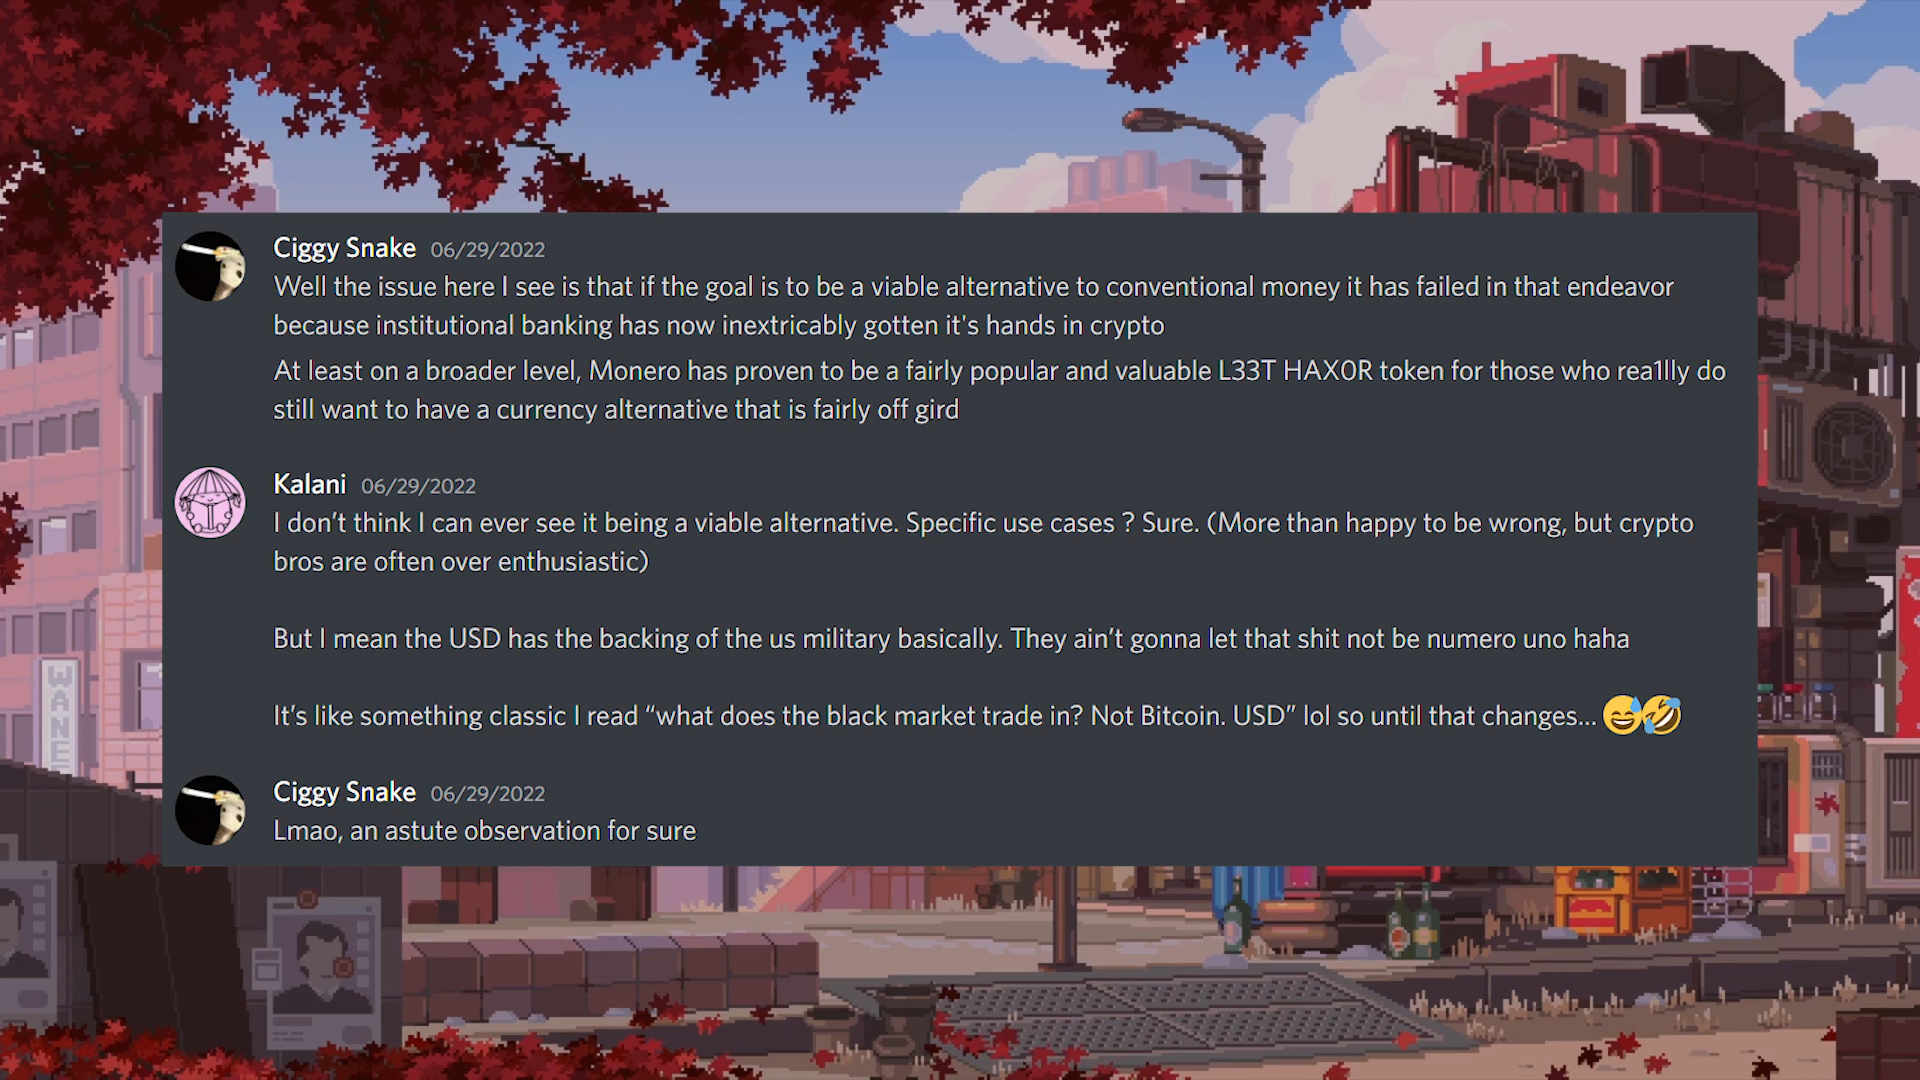 Ciggy Snake 06/29/2022
Well the issue here I see is that if the goal is to be a viable alternative to conventional money it has failed in that endeavor
because institutional banking has now inextricably gotten it's hands in crypto
At least on a broader level, Monero has proven to be a fairly popular and valuable L33T HAX0R token for those who rea1lly do
still want to have a currency alternative that is fairly off gird
Kalani 06/29/2022
I don’t think I can ever see it being a viable alternative. Specific use cases ? Sure. (More than happy to be wrong, but crypto
bros are often over enthusiastic)
But I mean the USD has the backing of the us military basically. They ain’t gonna let that shit not be numero uno haha
It’s like something classic I read “what does the black market trade in? Not Bitcoin. USD” lol so until that changes... 😅🤣
Ciggy Snake 06/29/2022
Lmao, an astute observation for sure
WANE